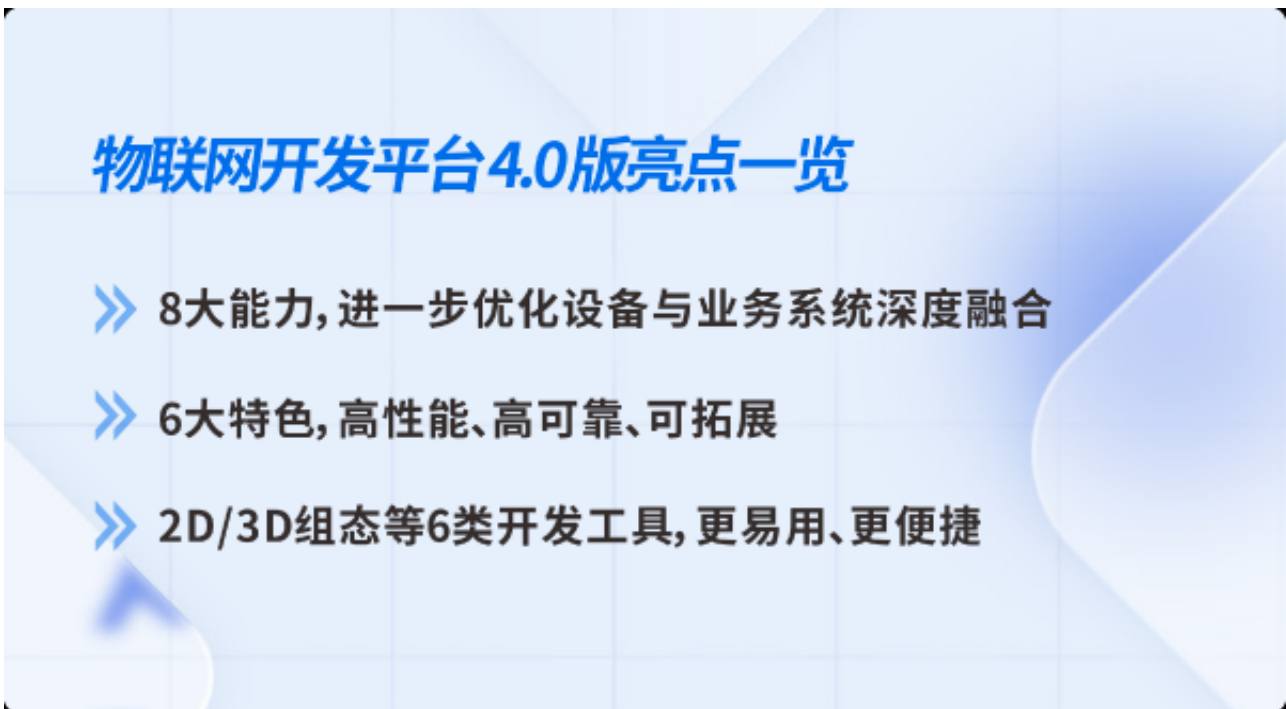 物联网开发平台4.0版亮点一览
8大能力,进一步优化设备与业务系统深度融合
6大特色,高性能、高可靠、可拓展
2D/3D组态等6类开发工具,更易用、更便捷